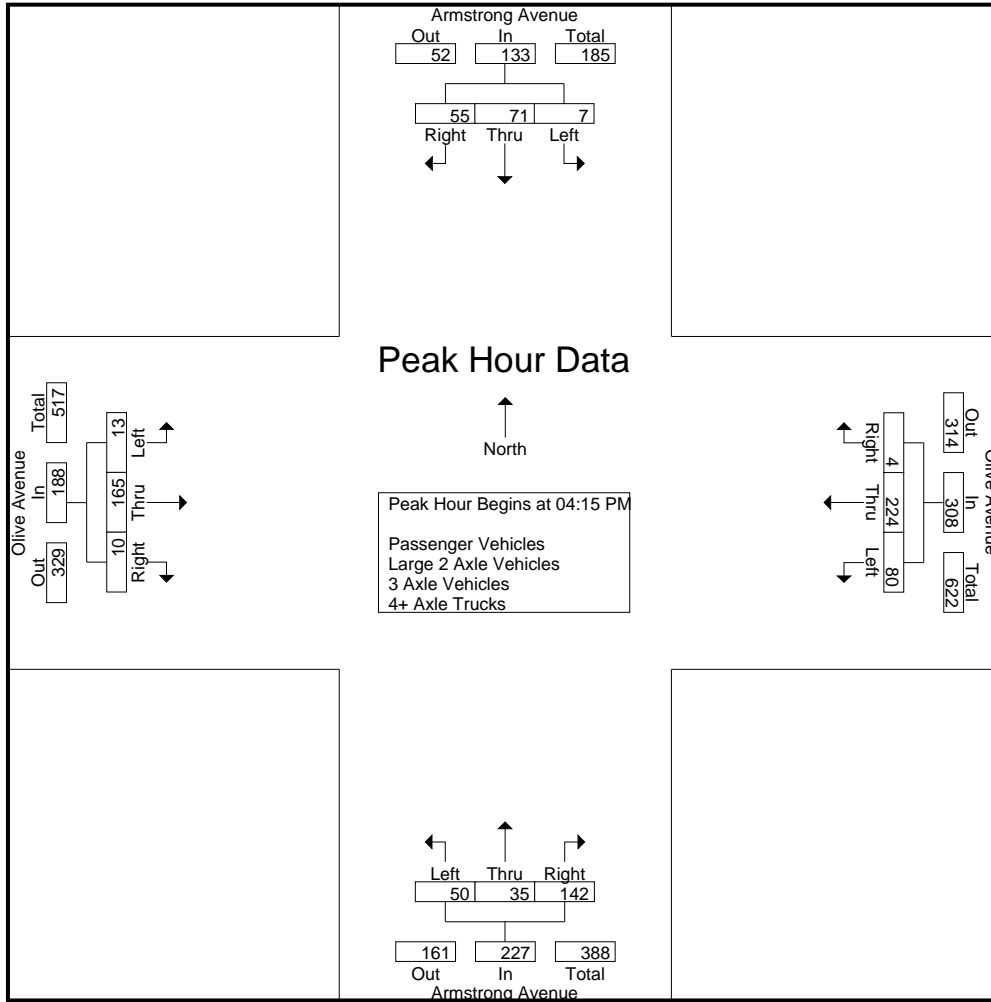 Armstrong Avenue
Out In Total
52 133 185
55 71 7
Right Thru Left
Peak Hour Data
North
Peak Hour Begins at 04:15 PM
Passenger Vehicles
Large 2 Axle Vehicles
3 Axle Vehicles
4+ Axle Trucks
Olive Avenue
Out In Total
329 188 517
10 165 13
Right Thru Left
Olive Avenue
Out In Total
314 308 622
4 224 80
Right Thru Left
Left Thru Right
50 35 142
161 227 388
Out In Total
Armstrong Avenue